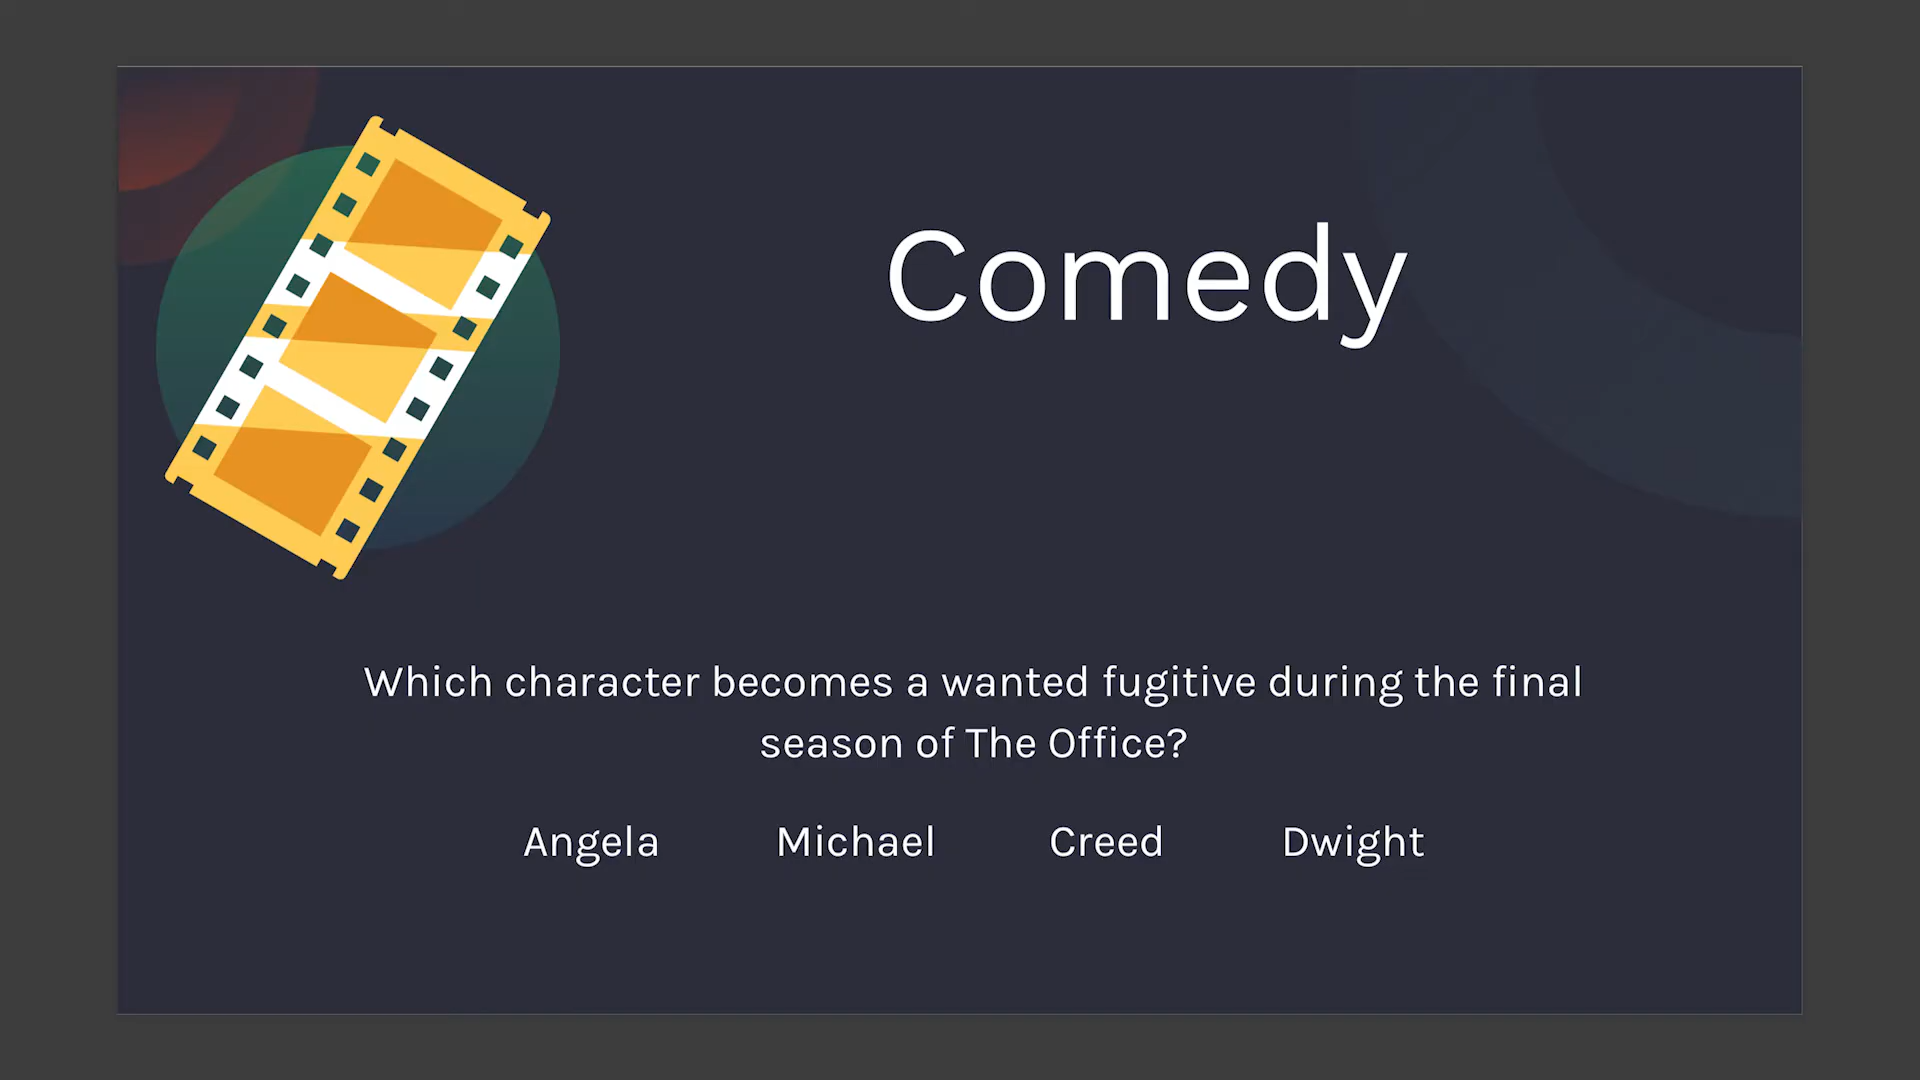 Comedy
Which character becomes a wanted fugitive during the final
season of The Office?
Angela Michael Creed Dwight